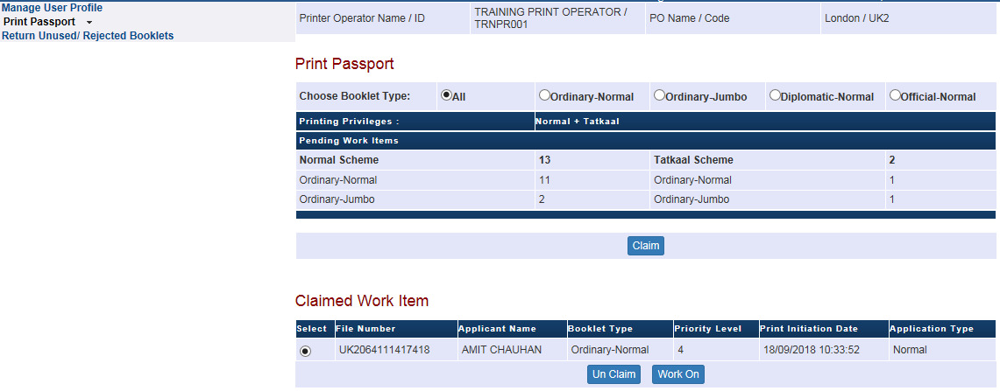 Manage User Profile
Print Passport
Return Unused/ Rejected Booklets
Printer Operator Name / ID TRAINING PRINT OPERATOR / TRNPR001 PO Name / Code London / UK2
Print Passport
Choose Booklet Type: All Ordinary-Normal Ordinary-Jumbo Diplomatic-Normal Official-Normal
Printing Privileges : Normal + Tatkaal
Pending Work Items
Normal Scheme 13 Tatkaal Scheme 2
Ordinary-Normal 11 Ordinary-Normal 1
Ordinary-Jumbo 2 Ordinary-Jumbo 1
Claim
Claimed Work Item
Select File Number Applicant Name Booklet Type Priority Level Print Initiation Date Application Type
UK2064111417418 AMIT CHAUHAN Ordinary-Normal 4 18/09/2018 10:33:52 Normal
Un Claim Work On